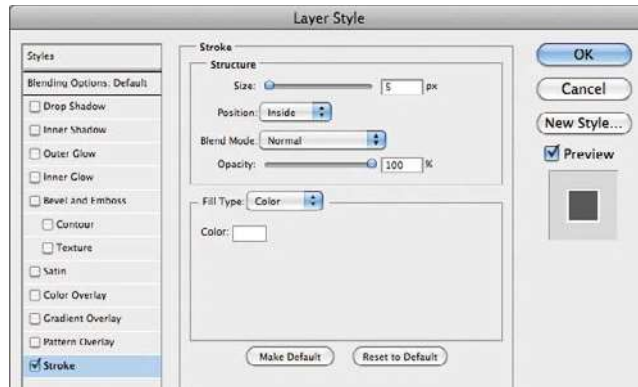 Layer Style
Styles
Blending Options: Default
Drop Shadow
Inner Shadow
Outer Glow
Inner Glow
Bevel and Emboss
Contour
Texture
Satin
Color Overlay
Gradient Overlay
Pattern Overlay
Stroke
Stroke
Structure
Size: 5 px
Position: Inside
Blend Mode: Normal
Opacity: 100 %
Fill Type: Color
Color:
Make Default Reset to Default
OK
Cancel
New Style...
Preview